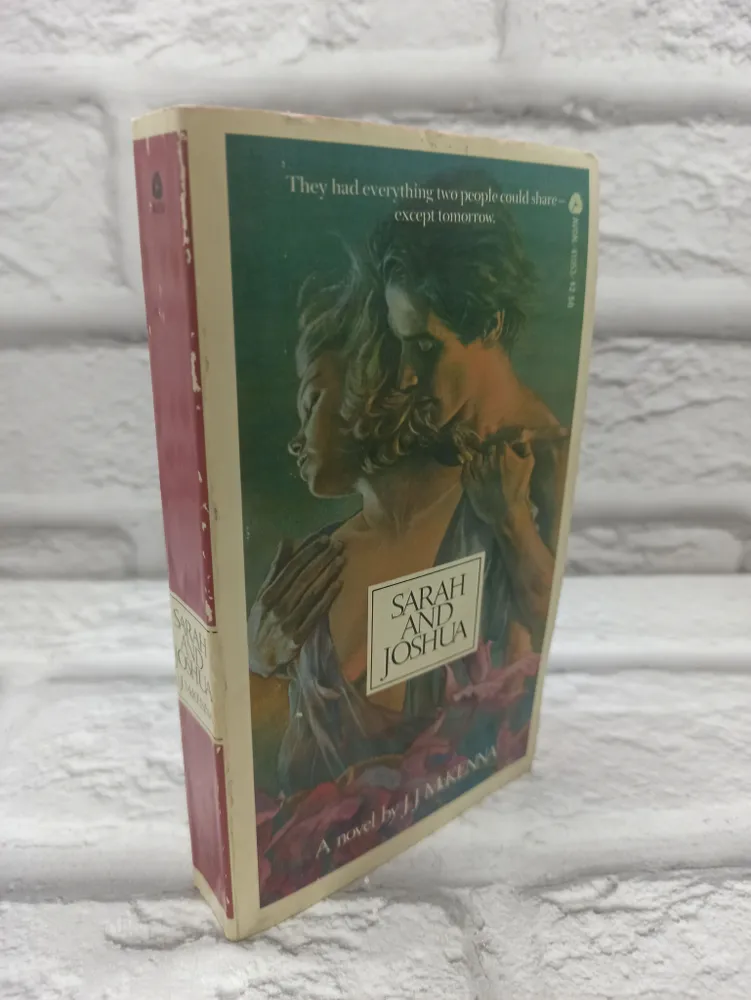 They had everything two people could share–
except tomorrow.
SARAH
AND
JOSHUA
A novel by J.J. McKENNA
SARAH
AND
JOSHUA
J.J. McKENNA
AVON